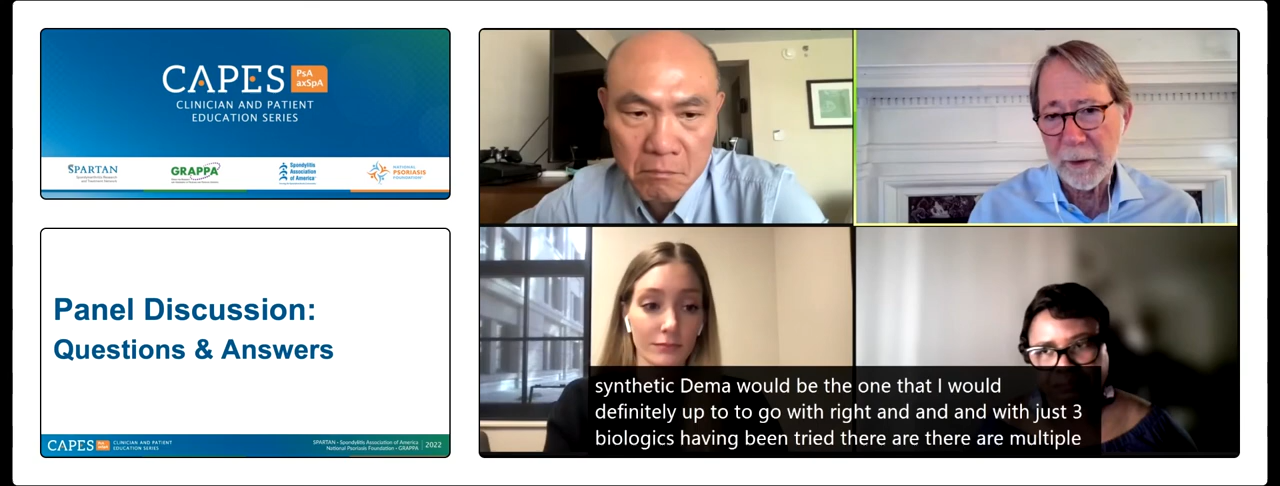 CAPES PsA axSpA
CLINICIAN AND PATIENT
EDUCATION SERIES
SPARTAN
GRAPPA
Spondylitis
Association
of America
NATIONAL
PSORIASIS
FOUNDATION
Panel Discussion:
Questions & Answers
CAPES CLINICIAN AND PATIENT
EDUCATION SERIES
SPARTAN • Spondylitis Association of America
National Psoriasis Foundation • GRAPPA
2022
synthetic Dema would be the one that I would
definitely up to to go with right and and and with just 3
biologics having been tried there are there are multiple